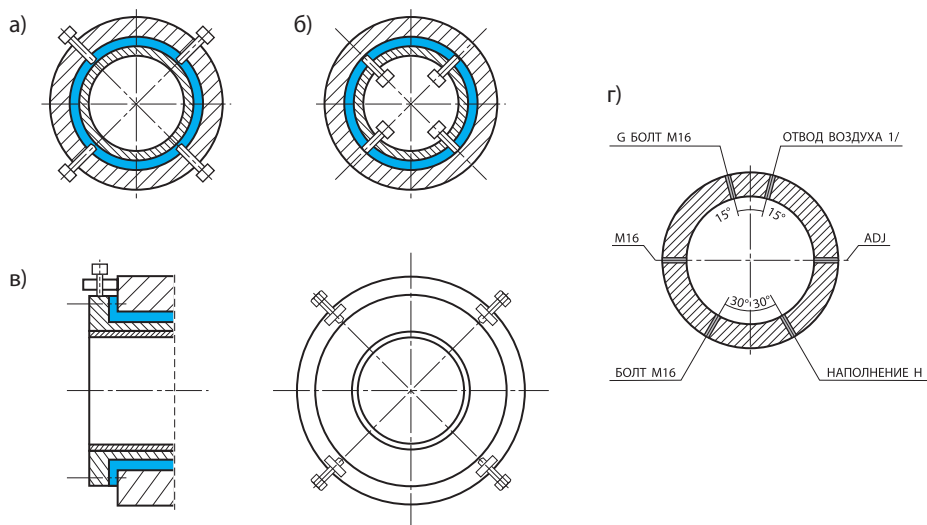 а)
б)
г)
G БОЛТ М16
ОТВОД ВОЗДУХА 1/
15°
15°
М16
ADJ
в)
30°
30°
БОЛТ М16
НАПОЛНЕНИЕ Н